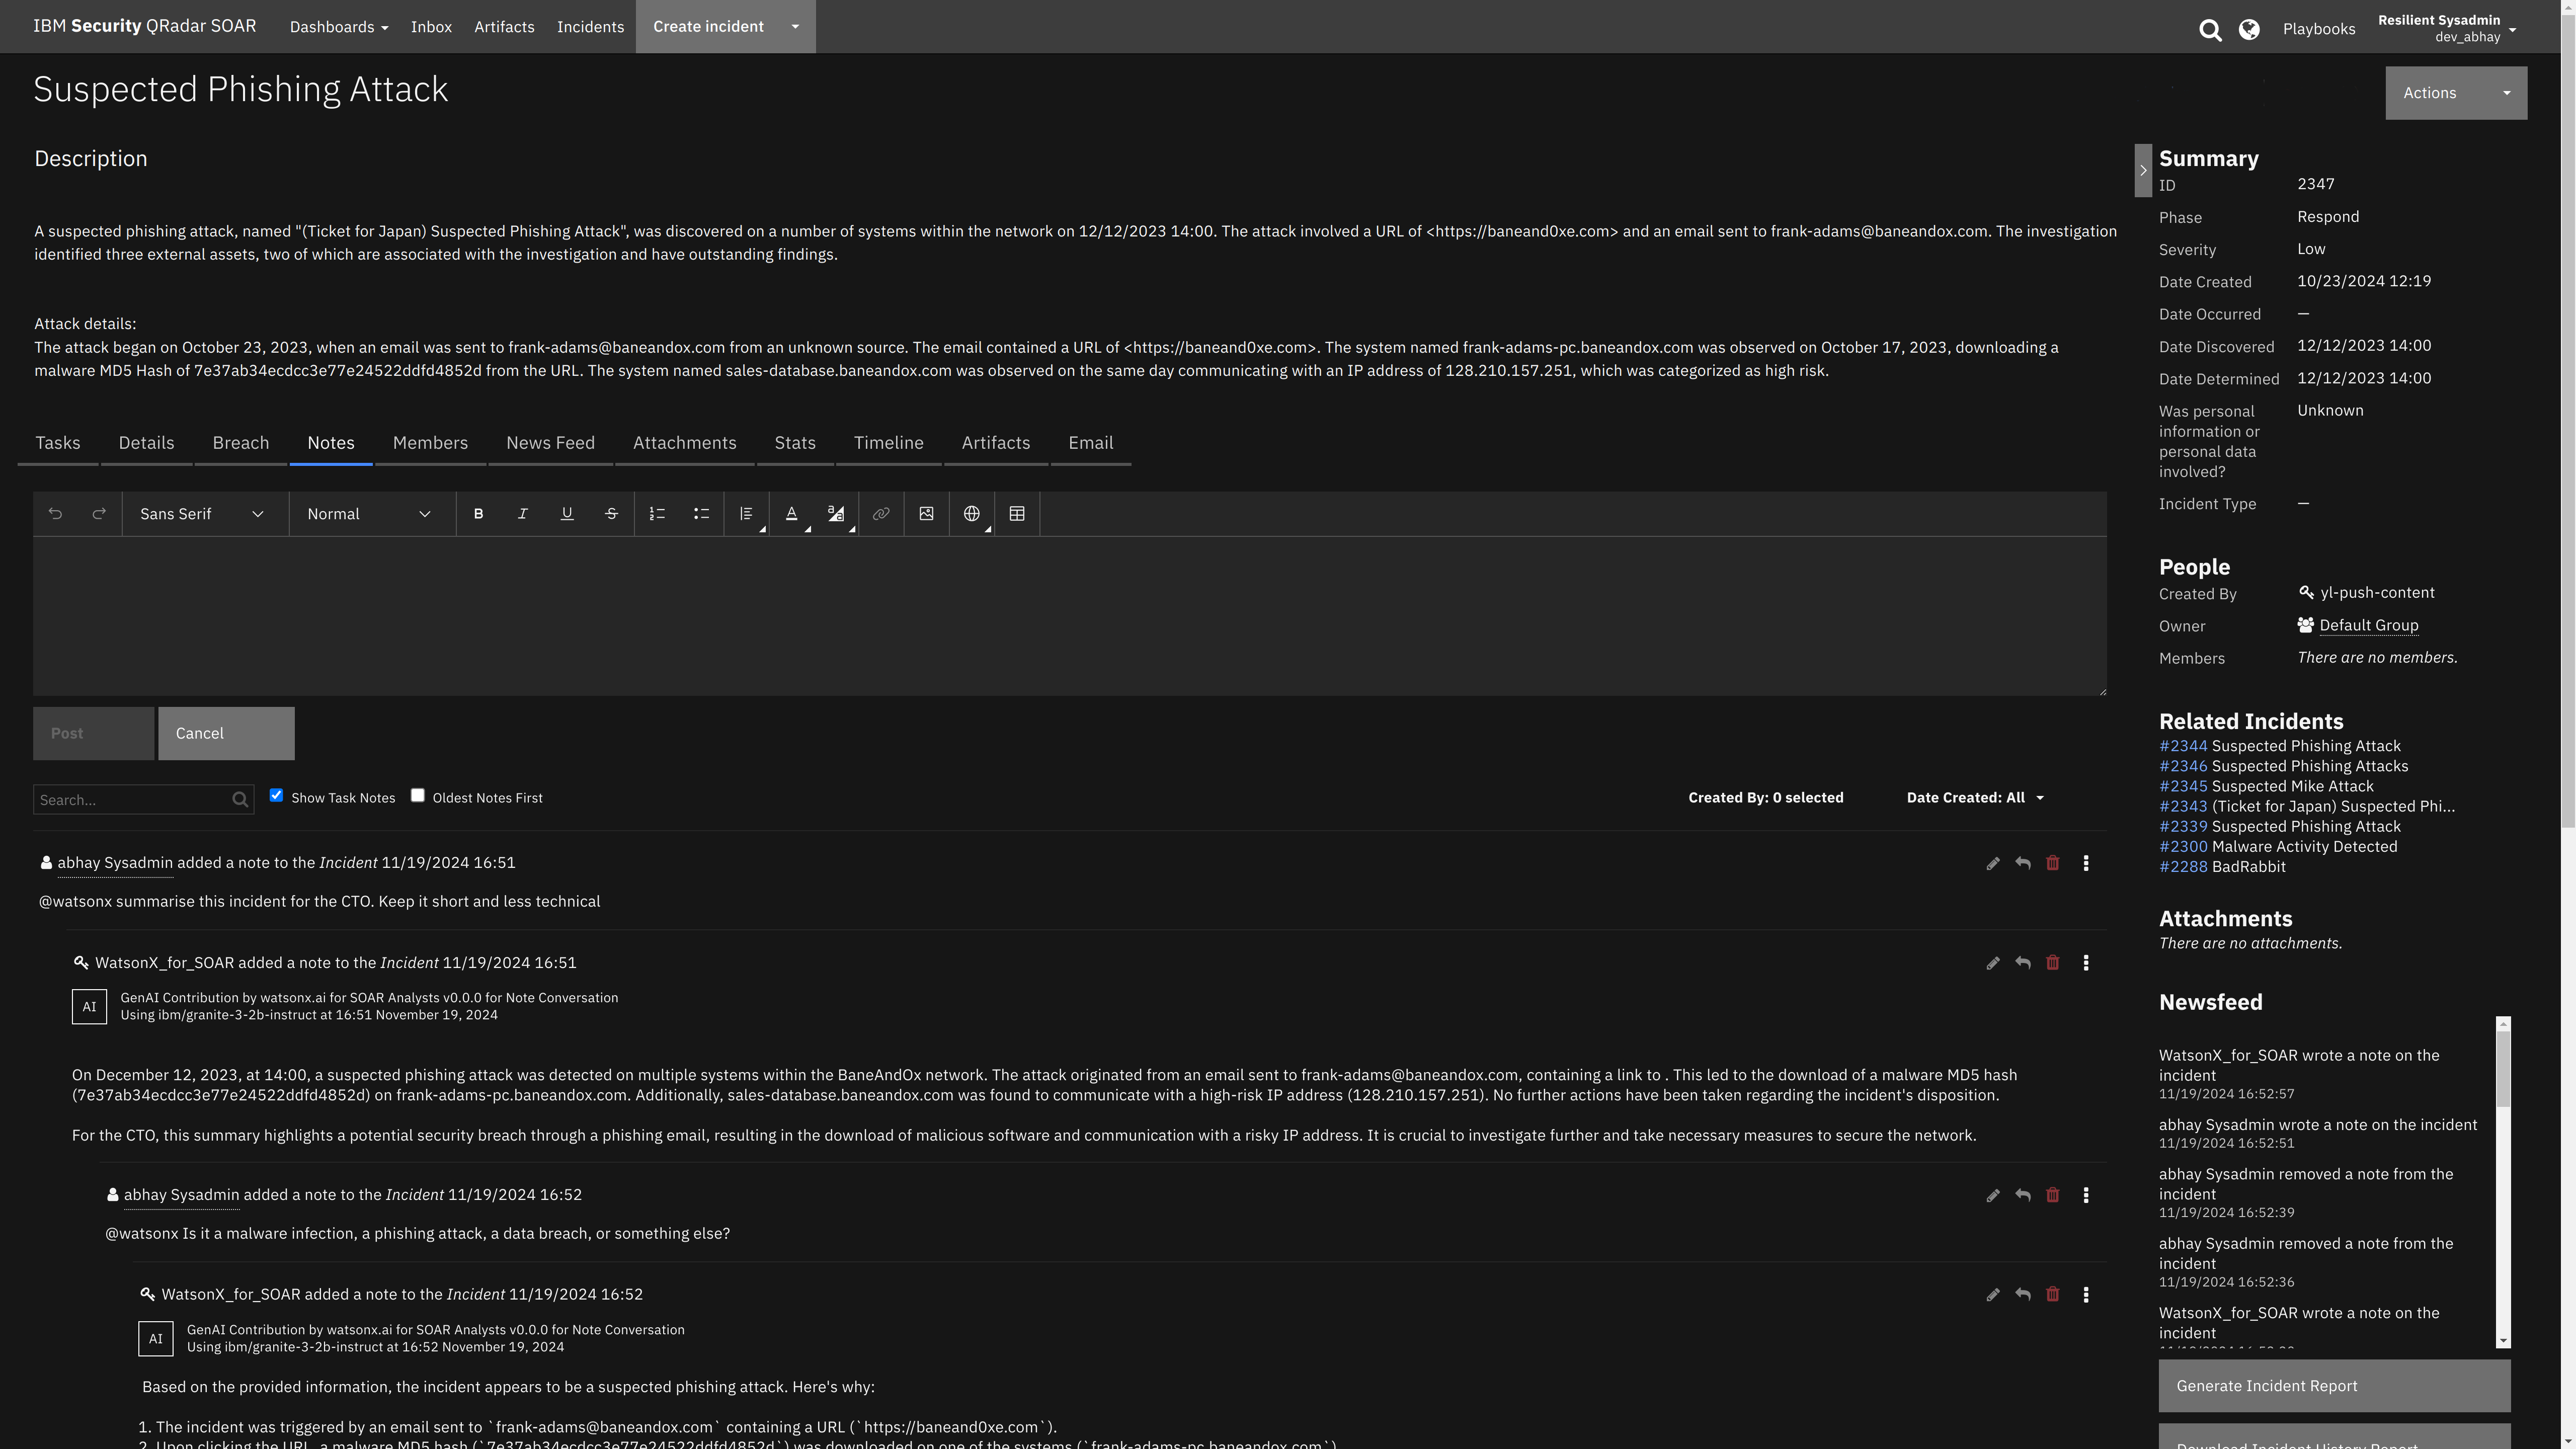 IBM Security QRadar SOAR
Dashboards
Inbox
Artifacts
Incidents
Create incident
Playbooks
Resilient Sysadmin
dev_abhay
Suspected Phishing Attack
Actions
Description
A suspected phishing attack, named "(Ticket for Japan) Suspected Phishing Attack", was discovered on a number of systems within the network on 12/12/2023 14:00. The attack involved a URL of <https://baneand0xe.com> and an email sent to frank-adams@baneandox.com. The investigation
identified three external assets, two of which are associated with the investigation and have outstanding findings.
Attack details:
The attack began on October 23, 2023, when an email was sent to frank-adams@baneandox.com from an unknown source. The email contained a URL of <https://baneand0xe.com>. The system named frank-adams-pc.baneandox.com was observed on October 17, 2023, downloading a
malware MD5 Hash of 7e37ab34ecdcc3e77e24522ddfd4852d from the URL. The system named sales-database.baneandox.com was observed on the same day communicating with an IP address of 128.210.157.251, which was categorized as high risk.
Tasks
Details
Breach
Notes
Members
News Feed
Attachments
Stats
Timeline
Artifacts
Email
Sans Serif
Normal
B
I
U
S
A
Post
Cancel
Search...
Show Task Notes
Oldest Notes First
Created By: 0 selected
Date Created: All
abhay Sysadmin added a note to the Incident 11/19/2024 16:51
@watsonx summarise this incident for the CTO. Keep it short and less technical
WatsonX_for_SOAR added a note to the Incident 11/19/2024 16:51
AI
GenAI Contribution by watsonx.ai for SOAR Analysts v0.0.0 for Note Conversation
Using ibm/granite-3-2b-instruct at 16:51 November 19, 2024
On December 12, 2023, at 14:00, a suspected phishing attack was detected on multiple systems within the BaneAndOx network. The attack originated from an email sent to frank-adams@baneandox.com, containing a link to . This led to the download of a malware MD5 hash
(7e37ab34ecdcc3e77e24522ddfd4852d) on frank-adams-pc.baneandox.com. Additionally, sales-database.baneandox.com was found to communicate with a high-risk IP address (128.210.157.251). No further actions have been taken regarding the incident's disposition.
For the CTO, this summary highlights a potential security breach through a phishing email, resulting in the download of malicious software and communication with a risky IP address. It is crucial to investigate further and take necessary measures to secure the network.
abhay Sysadmin added a note to the Incident 11/19/2024 16:52
@watsonx Is it a malware infection, a phishing attack, a data breach, or something else?
WatsonX_for_SOAR added a note to the Incident 11/19/2024 16:52
AI
GenAI Contribution by watsonx.ai for SOAR Analysts v0.0.0 for Note Conversation
Using ibm/granite-3-2b-instruct at 16:52 November 19, 2024
Based on the provided information, the incident appears to be a suspected phishing attack. Here's why:
1. The incident was triggered by an email sent to `frank-adams@baneandox.com` containing a URL (`https://baneand0xe.com`).
2. Upon clicking the URL, a malware MD5 hash (`7e37ab34ecdcc3e77e24522ddfd4852d`) was downloaded on one of the systems (`frank-adams-pc.baneandox.com`)
Summary
ID 2347
Phase Respond
Severity Low
Date Created 10/23/2024 12:19
Date Occurred —
Date Discovered 12/12/2023 14:00
Date Determined 12/12/2023 14:00
Was personal Unknown
information or
personal data
involved?
Incident Type —
People
Created By yl-push-content
Owner Default Group
Members There are no members.
Related Incidents
#2344 Suspected Phishing Attack
#2346 Suspected Phishing Attacks
#2345 Suspected Mike Attack
#2343 (Ticket for Japan) Suspected Phi...
#2339 Suspected Phishing Attack
#2300 Malware Activity Detected
#2288 BadRabbit
Attachments
There are no attachments.
Newsfeed
WatsonX_for_SOAR wrote a note on the
incident
11/19/2024 16:52:57
abhay Sysadmin wrote a note on the incident
11/19/2024 16:52:51
abhay Sysadmin removed a note from the
incident
11/19/2024 16:52:39
abhay Sysadmin removed a note from the
incident
11/19/2024 16:52:36
WatsonX_for_SOAR wrote a note on the
incident
Generate Incident Report
Download Incident History Report